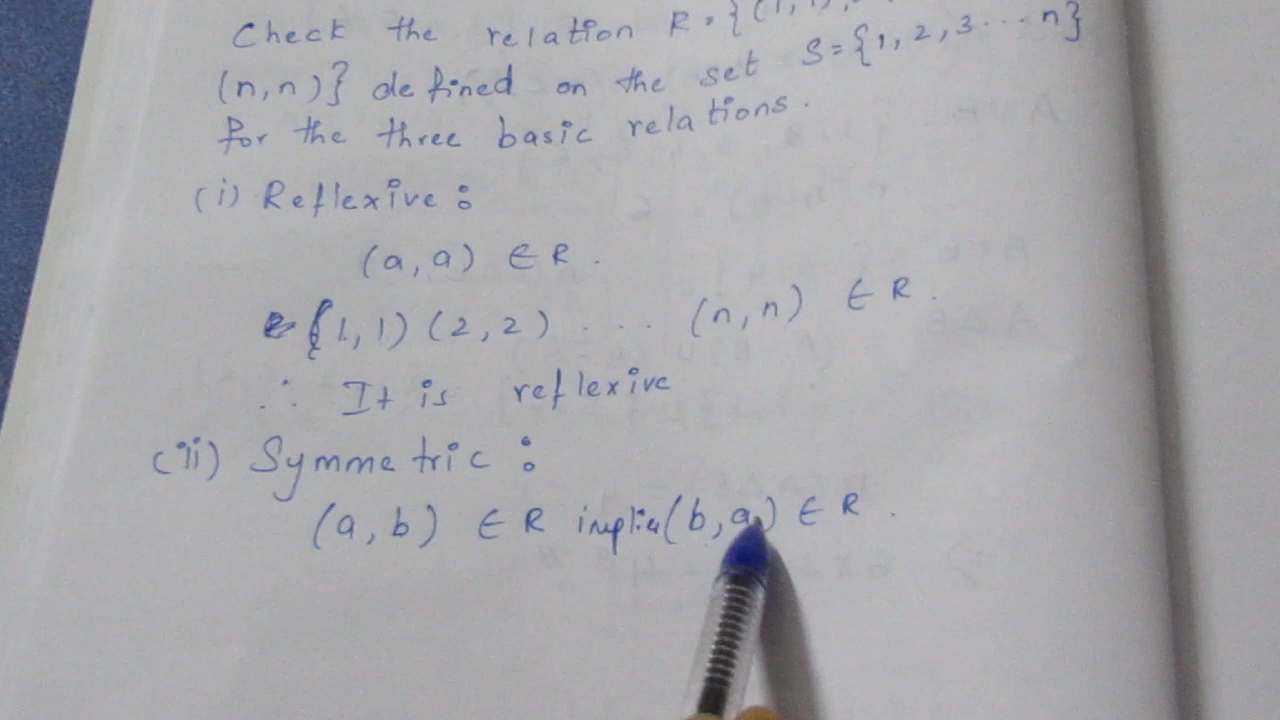 Check the relation R = {(1, 1),
(n, n)} defined on the set S = {1, 2, 3 ... n}
for the three basic relations.
(i) Reflexive :
(a, a) ∈ R.
(1, 1) (2, 2) .... (n, n) ∈ R.
∴ It is reflexive
(ii) Symmetric :
(a, b) ∈ R implies (b, a) ∈ R.